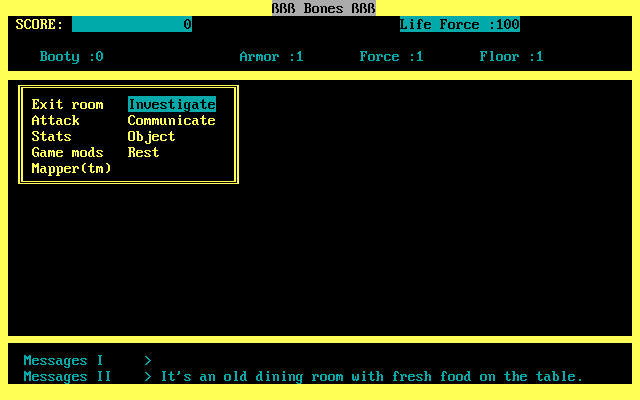 ßßß Bones ßßß
SCORE: 0 Life Force :100
Booty :0 Armor :1 Force :1 Floor :1
Exit room Investigate
Attack Communicate
Stats Object
Game mods Rest
Mapper(tm)
Messages I >
Messages II > It's an old dining room with fresh food on the table.